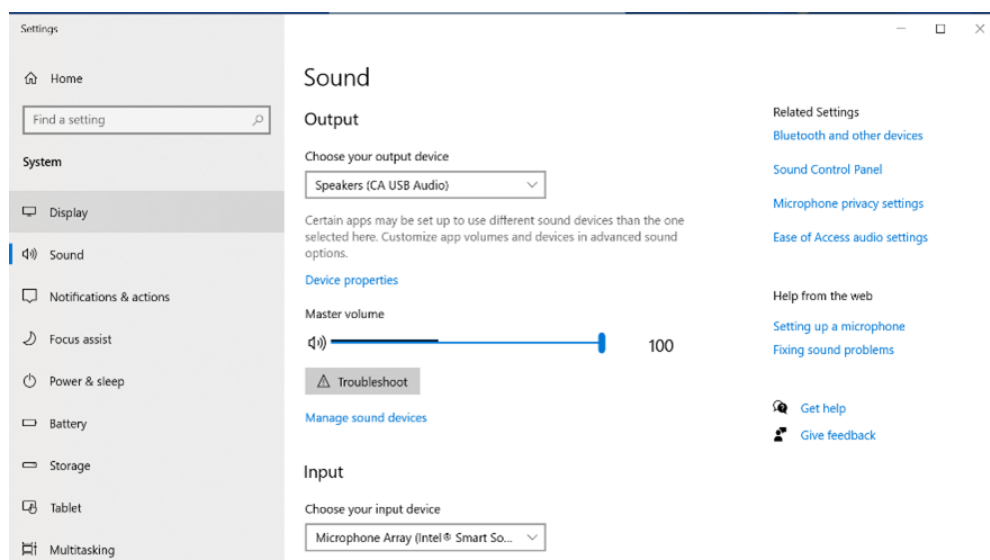 Settings
Home
Find a setting
System
Display
Sound
Notifications & actions
Focus assist
Power & sleep
Battery
Storage
Tablet
Multitasking
Sound
Output
Choose your output device
Speakers (CA USB Audio)
Certain apps may be set up to use different sound devices than the one
selected here. Customize app volumes and devices in advanced sound
options.
Device properties
Master volume
100
Troubleshoot
Manage sound devices
Input
Choose your input device
Microphone Array (Intel® Smart So...
Related Settings
Bluetooth and other devices
Sound Control Panel
Microphone privacy settings
Ease of Access audio settings
Help from the web
Setting up a microphone
Fixing sound problems
Get help
Give feedback